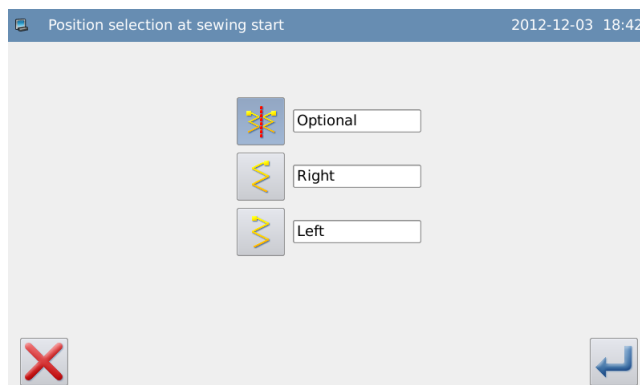 Position selection at sewing start 2012-12-03 18:42
Optional
Right
Left